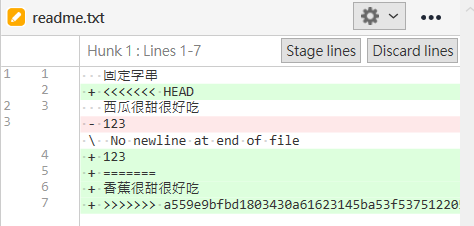 readme.txt
Hunk 1 : Lines 1-7
Stage lines
Discard lines
1 1 固定字串
2 + <<<<<<< HEAD
2 3 西瓜很甜很好吃
3 - 123
\ No newline at end of file
4 + 123
5 + =======
6 + 香蕉很甜很好吃
7 + >>>>>>> a559e9bfbd1803430a61623145ba53f537512205